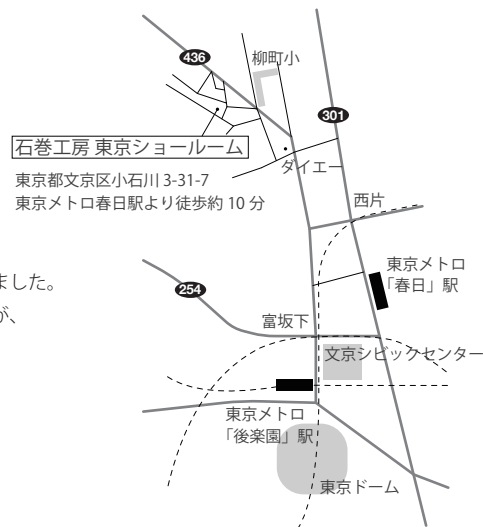 436
柳町小
301
石巻工房 東京ショールーム
ダイエー
東京都文京区小石川 3-31-7
東京メトロ春日駅より徒歩約 10 分
西片
ました。
が、
東京メトロ
「春日」駅
254
富坂下
文京シビックセンター
東京メトロ
「後楽園」駅
東京ドーム